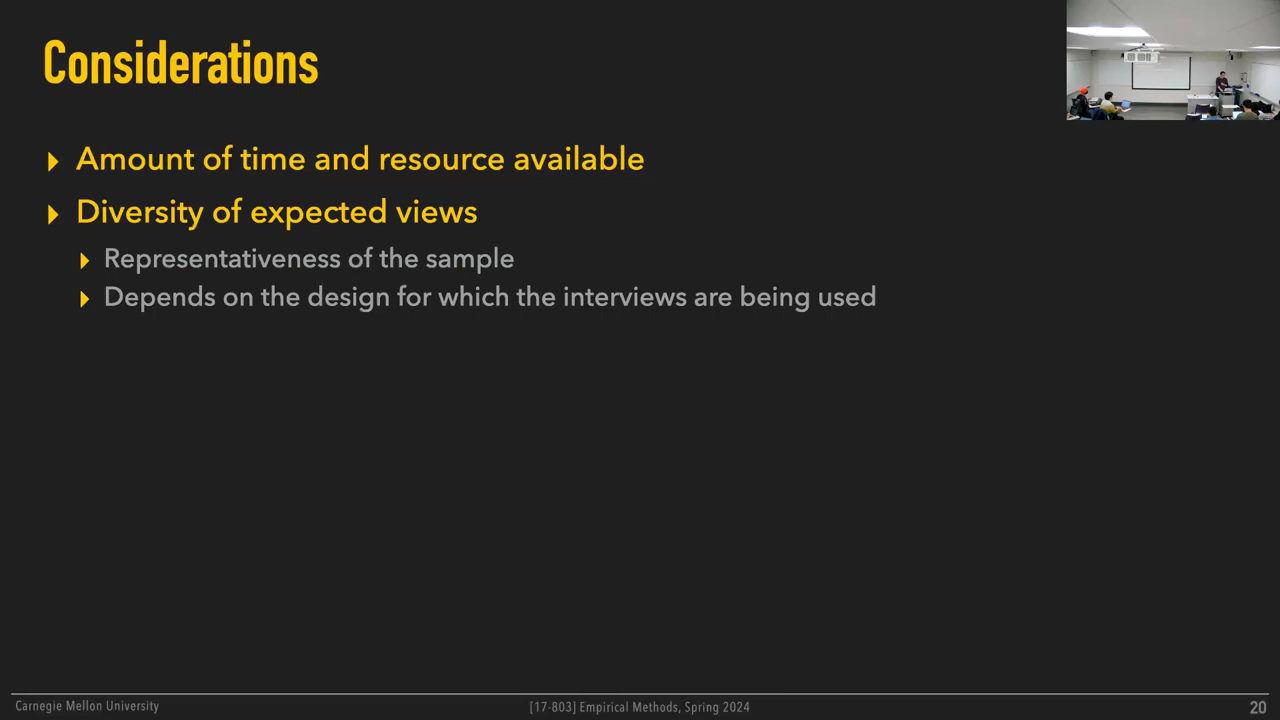 Considerations
Amount of time and resource available
Diversity of expected views
Representativeness of the sample
Depends on the design for which the interviews are being used
Carnegie Mellon University
[17-803] Empirical Methods, Spring 2024
20